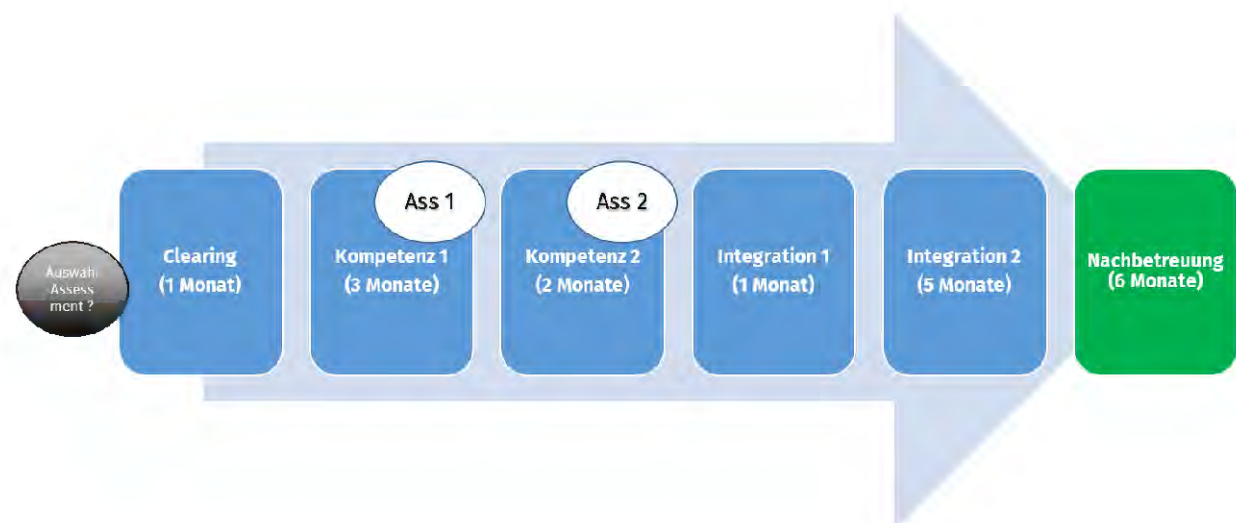 Auswahl
Assess
ment ?
Clearing
(1 Monat)
Ass 1
Kompetenz 1
(3 Monate)
Ass 2
Kompetenz 2
(2 Monate)
Integration 1
(1 Monat)
Integration 2
(5 Monate)
Nachbetreuung
(6 Monate)